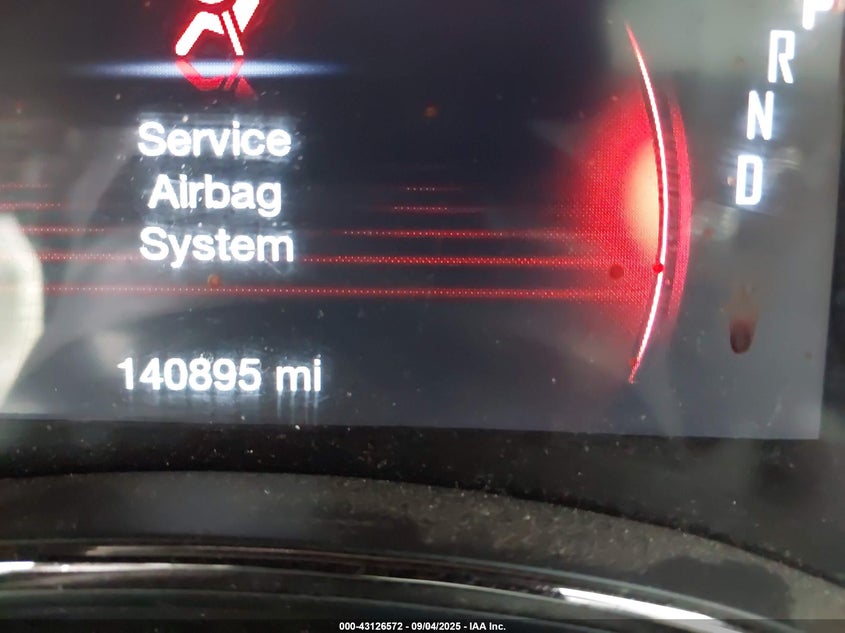 P
R
N
D
Service
Airbag
System
140895 mi
000-43126572 - 09/04/2025 - IAA Inc.